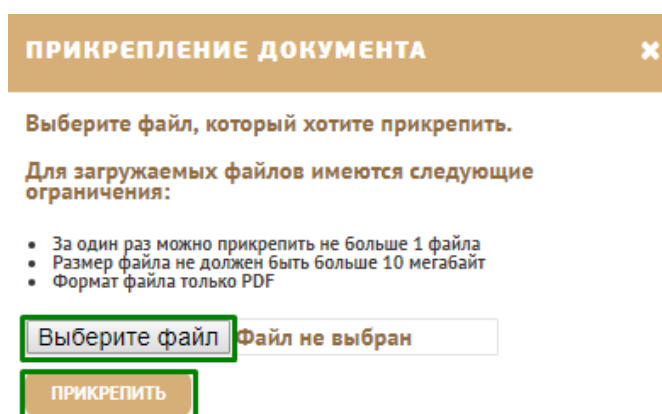 ПРИКРЕПЛЕНИЕ ДОКУМЕНТА ×
Выберите файл, который хотите прикрепить.
Для загружаемых файлов имеются следующие
ограничения:
• За один раз можно прикрепить не больше 1 файла
• Размер файла не должен быть больше 10 мегабайт
• Формат файла только PDF
Выберите файл Файл не выбран
ПРИКРЕПИТЬ